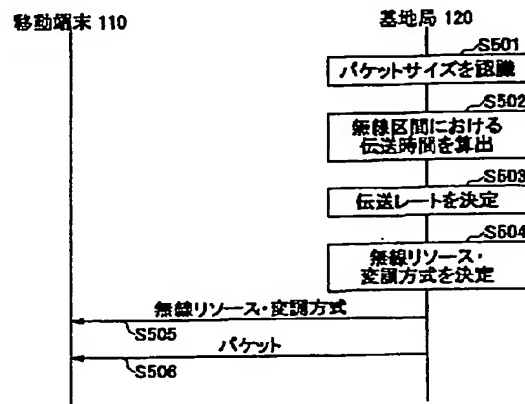 移動端末 110
基地局 120
S501
パケットサイズを認識
S502
無線区間における
伝送時間を算出
S503
伝送レートを決定
S504
無線リソース・
変調方式を決定
無線リソース・変調方式
S505
パケット
S506